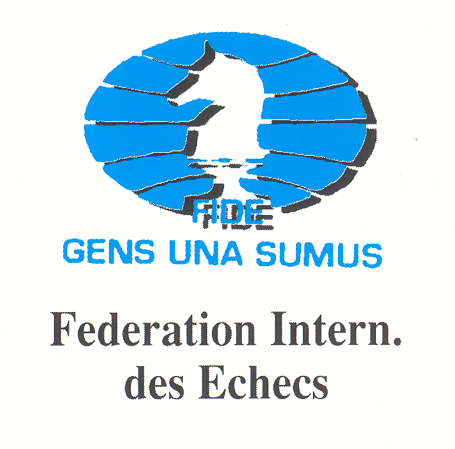 FIDE
GENS UNA SUMUS
Federation Intern.
des Echecs